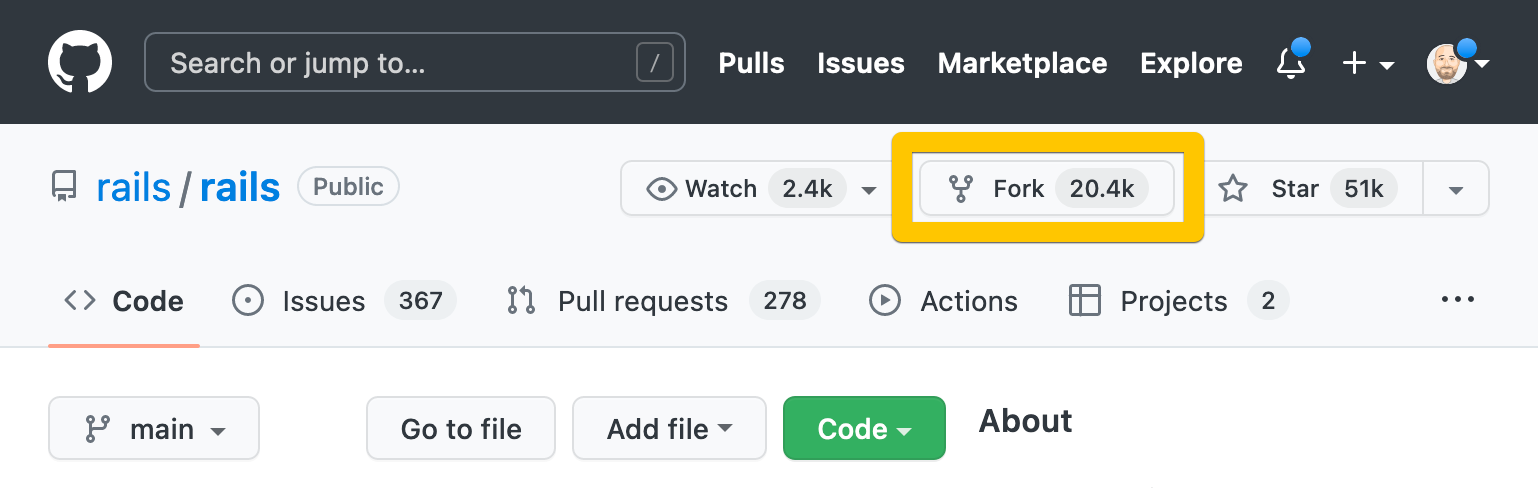 Search or jump to... / Pulls Issues Marketplace Explore
rails / rails Public Watch 2.4k Fork 20.4k Star 51k
Code Issues 367 Pull requests 278 Actions Projects 2 ...
main Go to file Add file Code About